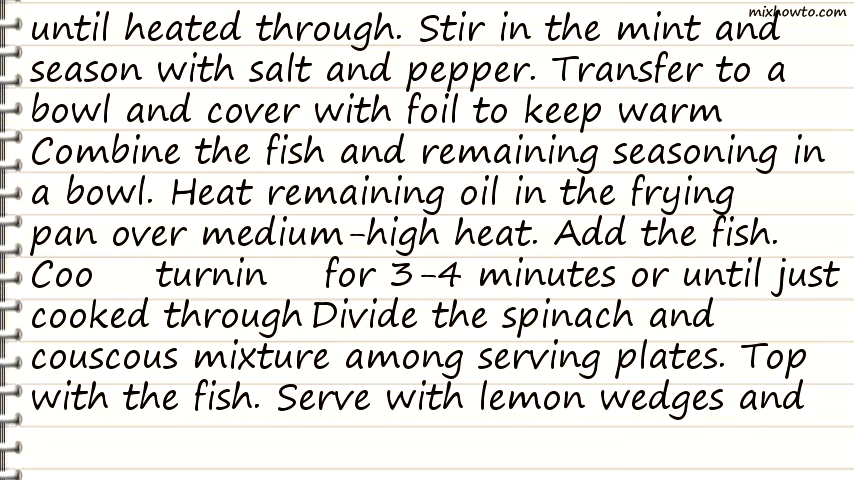 mixhowto.com
until heated through. Stir in the mint and
season with salt and pepper. Transfer to a
bowl and cover with foil to keep warm
Combine the fish and remaining seasoning in
a bowl. Heat remaining oil in the frying
pan over medium-high heat. Add the fish.
Coo turnin for 3-4 minutes or until just
cooked through Divide the spinach and
couscous mixture among serving plates. Top
with the fish. Serve with lemon wedges and